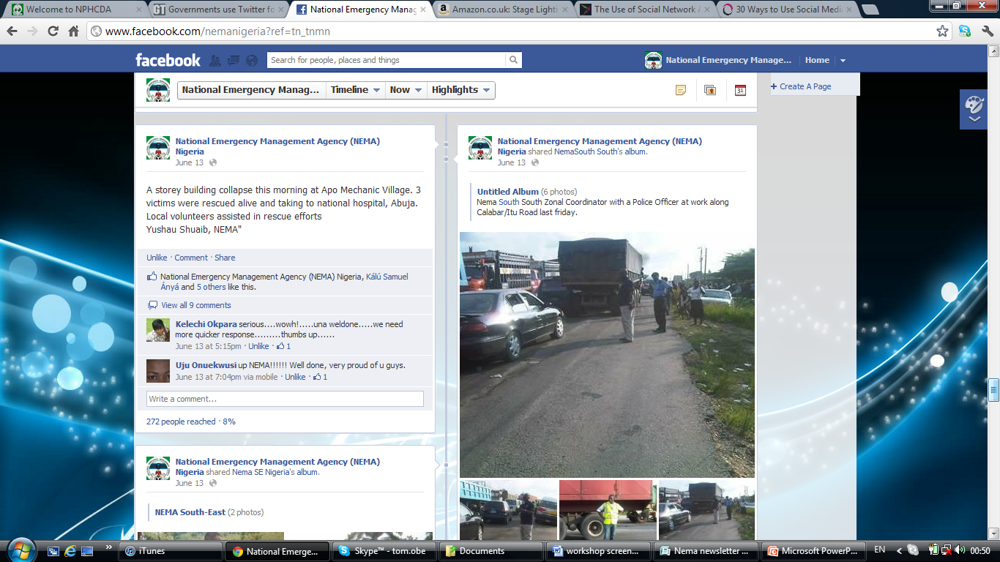 Welcome to NPHCDA
Governments use Twitter fo
National Emergency Manag
Amazon.co.uk: Stage Lighti
The Use of Social Network A
30 Ways to Use Social Medi
www.facebook.com/nemanigeria?ref=tn_tnmn
facebook
Search for people, places and things
National Emergency Manage...
Home
National Emergency Manag...
Timeline
Now
Highlights
31
+ Create A Page
National Emergency Management Agency (NEMA)
Nigeria
June 13
A storey building collapse this morning at Apo Mechanic Village. 3
victims were rescued alive and taking to national hospital, Abuja.
Local volunteers assisted in rescue efforts
Yushau Shuaib, NEMA"
Unlike · Comment · Share
National Emergency Management Agency (NEMA) Nigeria, Kálú Samuel
Ányá and 5 others like this.
View all 9 comments
Kelechi Okpara serious....wowh!.....una weldone.....we need
more quicker response.........thumbs up......
June 13 at 5:15pm · Unlike · 1
Uju Onuekwusi up NEMA!!!!!! Well done, very proud of u guys.
June 13 at 7:04pm via mobile · Unlike · 1
Write a comment...
272 people reached · 8%
National Emergency Management Agency (NEMA)
Nigeria shared Nema SE Nigeria's album.
June 13
NEMA South-East (2 photos)
National Emergency Management Agency (NEMA)
Nigeria shared NemaSouth South's album.
June 13
Untitled Album (6 photos)
Nema South South Zonal Coordinator with a Police Officer at work along
Calabar/Itu Road last friday.
iTunes
National Emerge...
Skype™ - tom.obe
Documents
workshop screen...
Nema newsletter ...
Microsoft PowerP...
EN
00:50